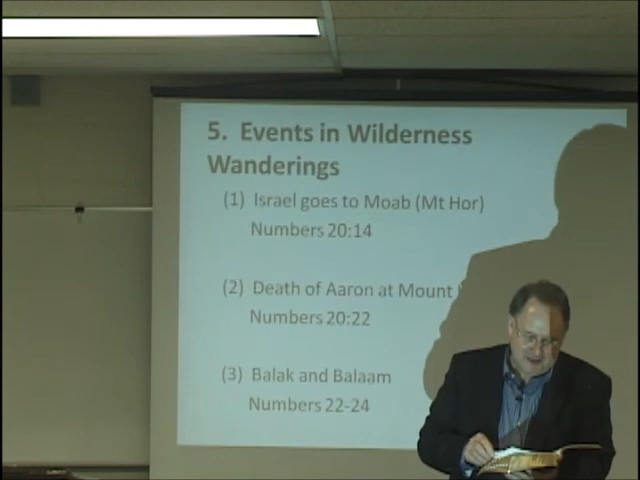 5. Events in Wilderness
Wanderings
(1) Israel goes to Moab (Mt Hor)
Numbers 20:14
(2) Death of Aaron at Mount
Numbers 20:22
(3) Balak and Balaam
Numbers 22-24